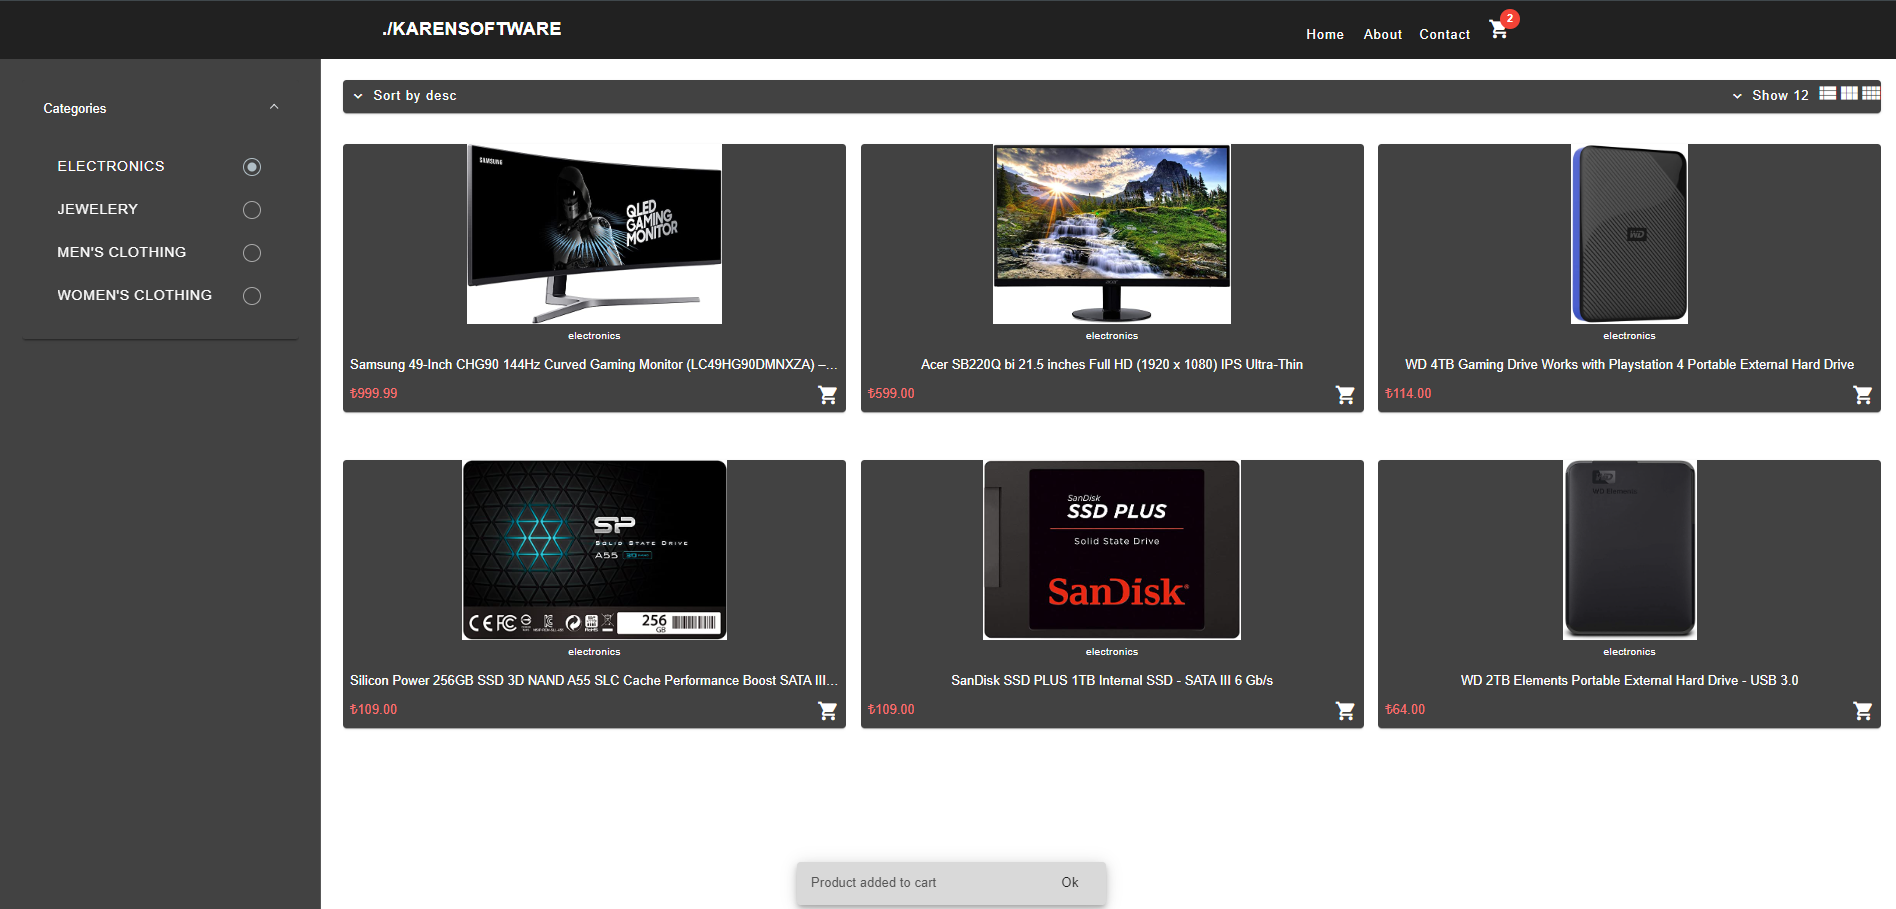 ./KARENSOFTWARE
Home About Contact 2
Categories
ELECTRONICS
JEWELERY
MEN'S CLOTHING
WOMEN'S CLOTHING
Sort by desc
Show 12
SAMSUNG
QLED
GAMING
MONITOR
electronics
Samsung 49-Inch CHG90 144Hz Curved Gaming Monitor (LC49HG90DMNXZA) –...
₺999.99
acer
electronics
Acer SB220Q bi 21.5 inches Full HD (1920 x 1080) IPS Ultra-Thin
₺599.00
WD
electronics
WD 4TB Gaming Drive Works with Playstation 4 Portable External Hard Drive
₺114.00
SP
SOLID STATE DRIVE
A55
256
GB
electronics
Silicon Power 256GB SSD 3D NAND A55 SLC Cache Performance Boost SATA III...
₺109.00
SanDisk
SSD PLUS
Solid State Drive
SanDisk
electronics
SanDisk SSD PLUS 1TB Internal SSD - SATA III 6 Gb/s
₺109.00
WD
WD Elements
electronics
WD 2TB Elements Portable External Hard Drive - USB 3.0
₺64.00
Product added to cart Ok